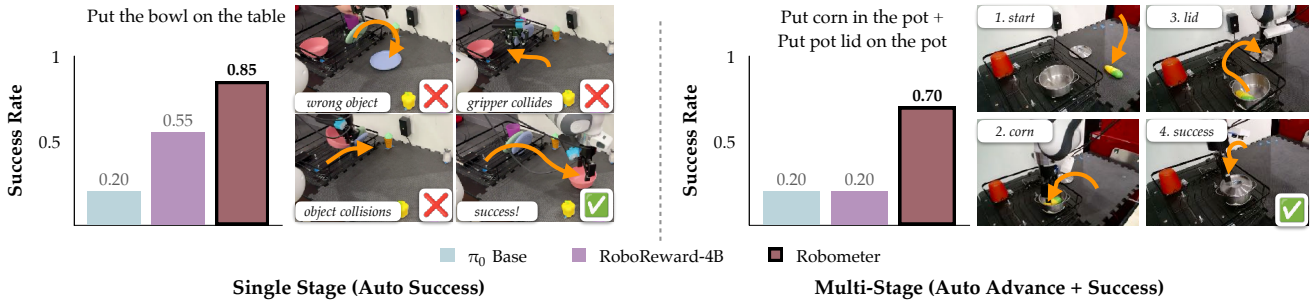 Put the bowl on the table
Success Rate
1
0.5
0.20
0.55
0.85
wrong object
gripper collides
object collisions
success!
Put corn in the pot +
Put pot lid on the pot
Success Rate
1
0.5
0.20
0.20
0.70
1. start
3. lid
2. corn
4. success
π₀ Base
RoboReward-4B
Robometer
Single Stage (Auto Success)
Multi-Stage (Auto Advance + Success)